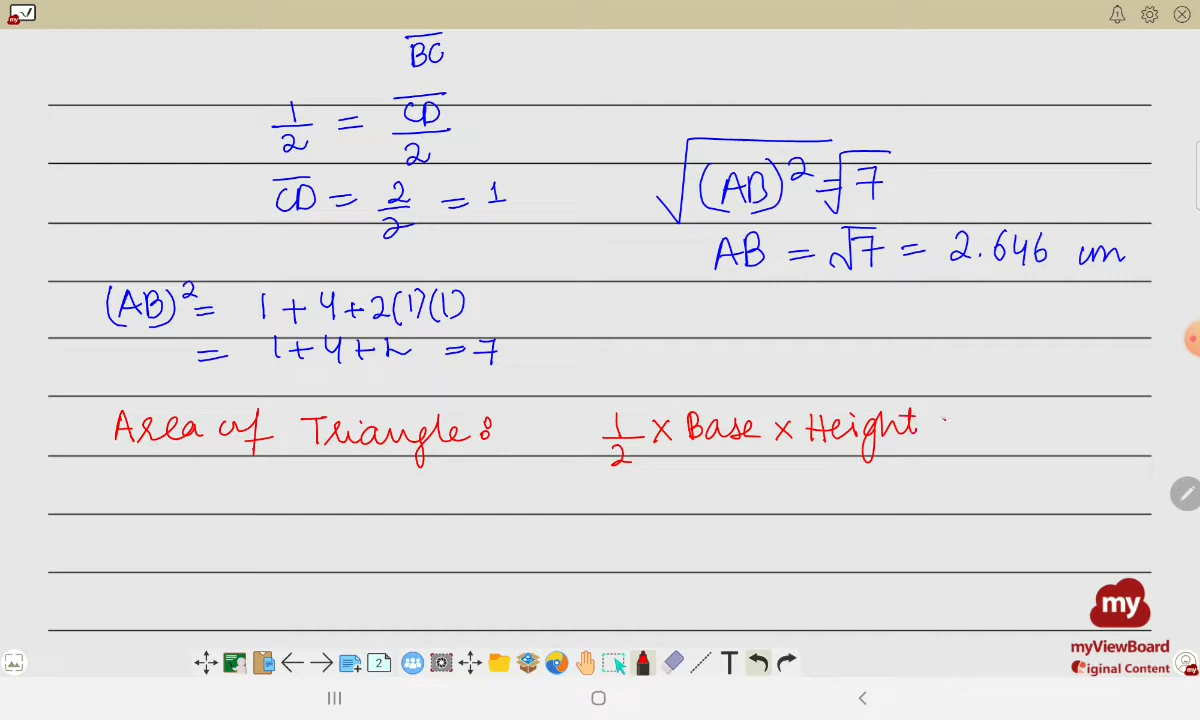 BC
1/2 = CD/2
CD = 2/2 = 1
√(AB)² = √7
AB = √7 = 2.646 cm
(AB)² = 1 + 4 + 2(1)(1)
= 1 + 4 + 2 = 7
Area of Triangle: 1/2 × Base × Height
my
myViewBoard
Original Content
2
T